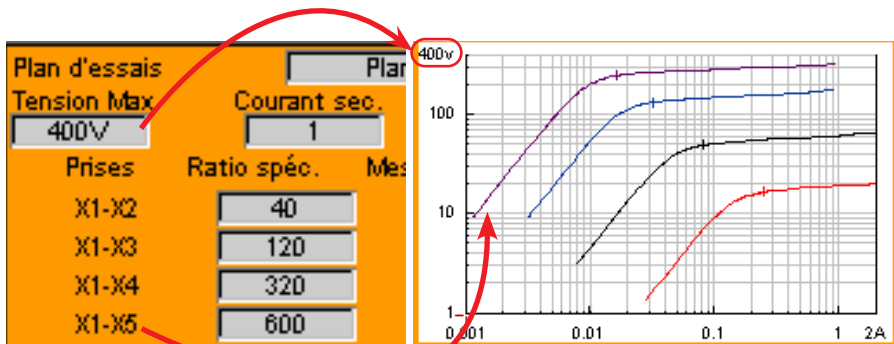 Plan d'essais Plan
Tension Max Courant sec.
400V 1
Prises Ratio spéc. Mes
X1-X2 40
X1-X3 120
X1-X4 320
X1-X5 600
400v
100
10
1
0.001 0.01 0.1 1 2A